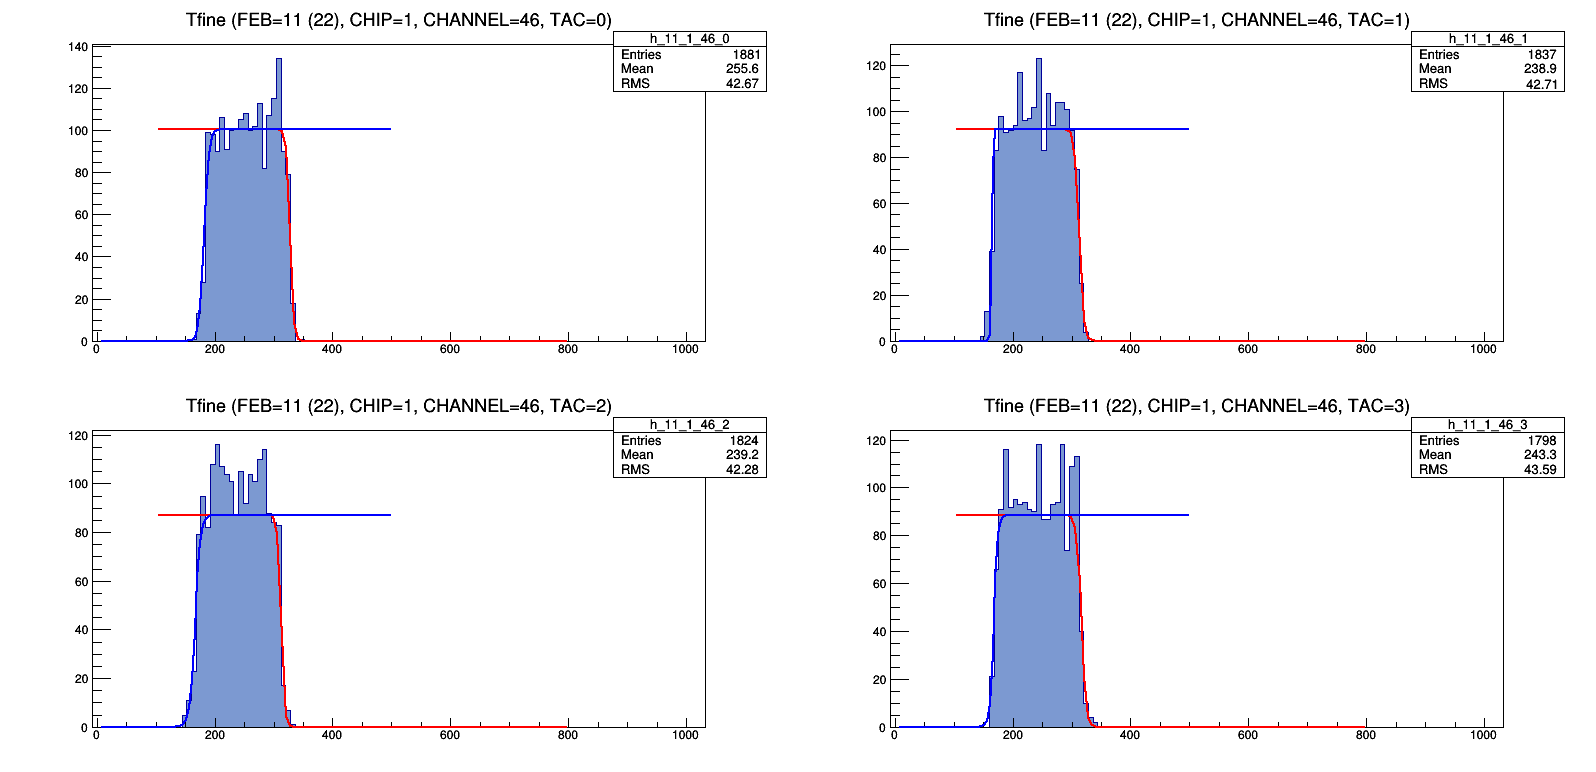 Tfine (FEB=11 (22), CHIP=1, CHANNEL=46, TAC=0)
h_11_1_46_0
Entries 1881
Mean 255.6
RMS 42.67
140
120
100
80
60
40
20
0
0 200 400 600 800 1000
Tfine (FEB=11 (22), CHIP=1, CHANNEL=46, TAC=1)
h_11_1_46_1
Entries 1837
Mean 238.9
RMS 42.71
120
100
80
60
40
20
0
0 200 400 600 800 1000
Tfine (FEB=11 (22), CHIP=1, CHANNEL=46, TAC=2)
h_11_1_46_2
Entries 1824
Mean 239.2
RMS 42.28
120
100
80
60
40
20
0
0 200 400 600 800 1000
Tfine (FEB=11 (22), CHIP=1, CHANNEL=46, TAC=3)
h_11_1_46_3
Entries 1798
Mean 243.3
RMS 43.59
120
100
80
60
40
20
0
0 200 400 600 800 1000